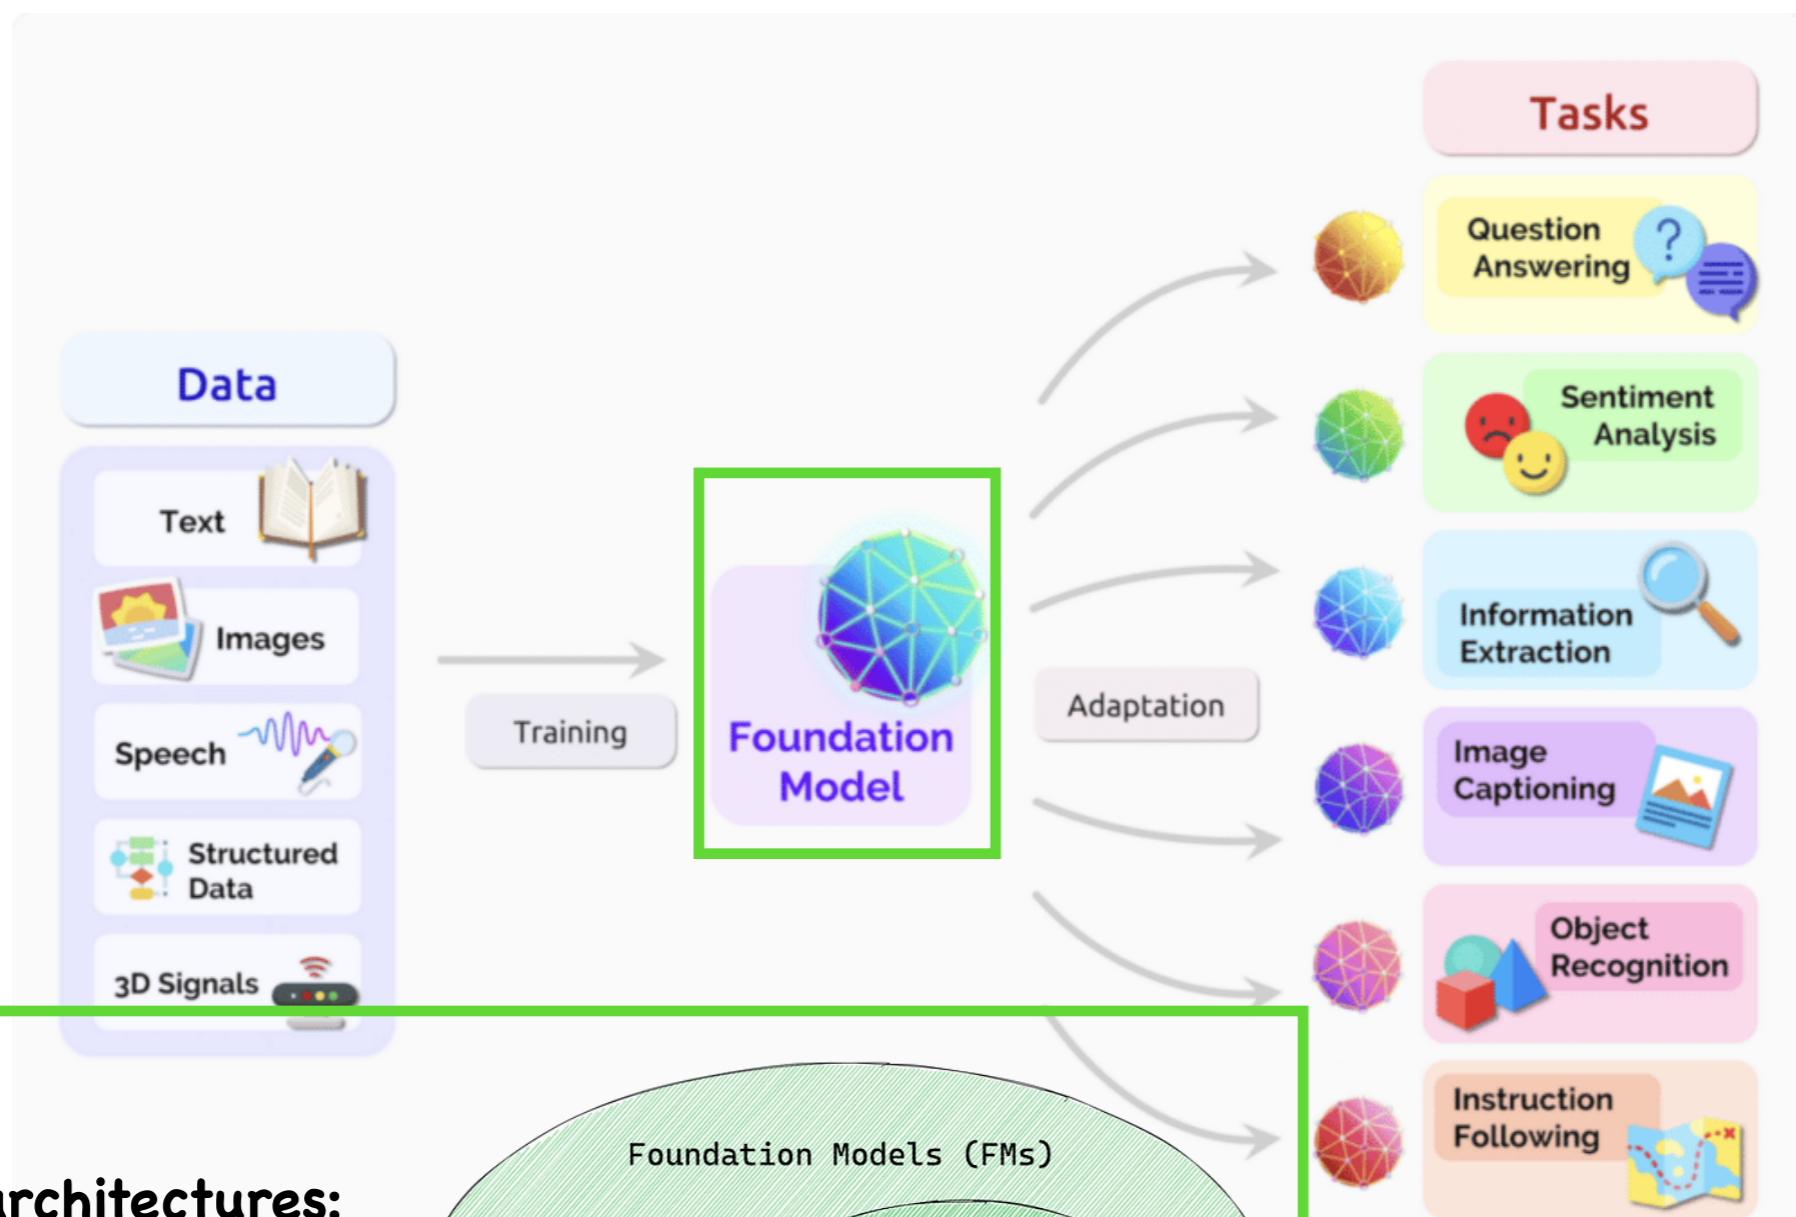 Tasks
Question
Answering
Sentiment
Analysis
Information
Extraction
Image
Captioning
Object
Recognition
Instruction
Following
Data
Text
Images
Speech
Structured
Data
3D Signals
Training
Foundation
Model
Adaptation
Foundation Models (FMs)
architectures: